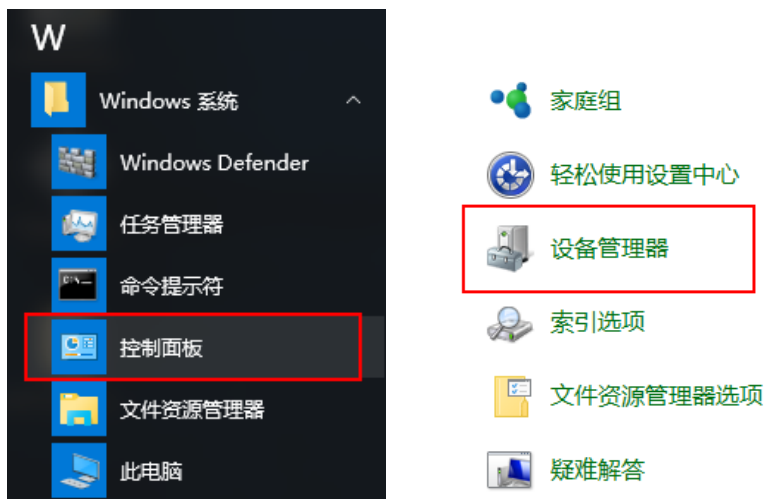 W
Windows 系统
Windows Defender
任务管理器
命令提示符
控制面板
文件资源管理器
此电脑
家庭组
轻松使用设置中心
设备管理器
索引选项
文件资源管理器选项
疑难解答